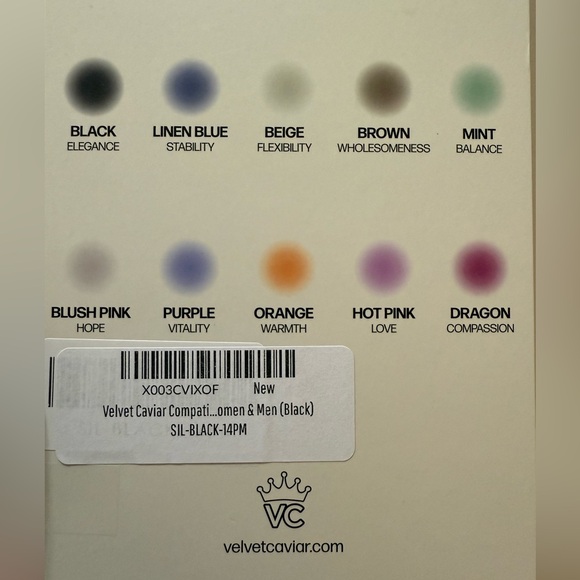 BLACK
ELEGANCE
LINEN BLUE
STABILITY
BEIGE
FLEXIBILITY
BROWN
WHOLESOMENESS
MINT
BALANCE
BLUSH PINK
HOPE
PURPLE
VITALITY
ORANGE
WARMTH
HOT PINK
LOVE
DRAGON
COMPASSION
X003CVIXOF New
Velvet Caviar Compati...omen & Men (Black)
SIL-BLACK-14PM
VC
velvetcaviar.com